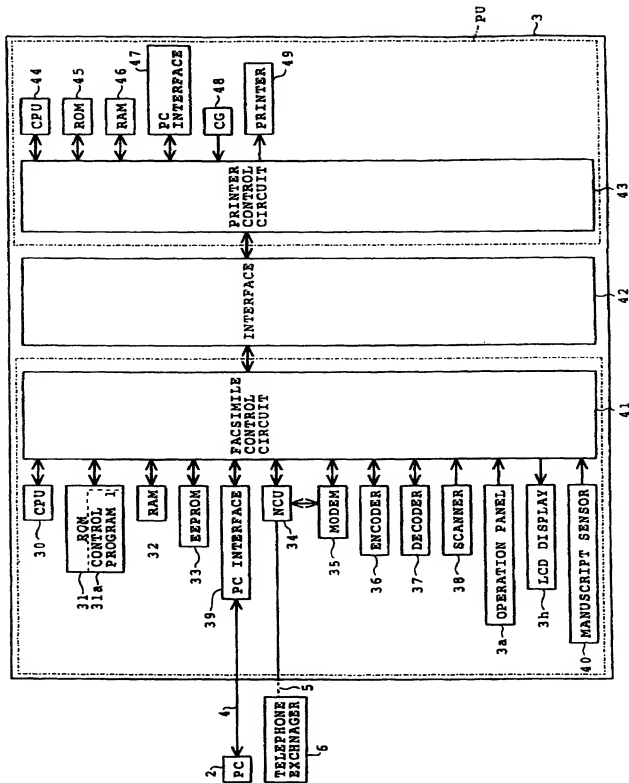 PU
3
44
CPU
45
ROM
46
RAM
47
PC
INTERFACE
48
CG
49
PRINTER
PRINTER
CONTROL
CIRCUIT
43
INTERFACE
42
FACSIMILE
CONTROL
CIRCUIT
41
CPU
30
ROM
CONTROL
PROGRAM
31
31a
RAM
32
EEPROM
33
PC INTERFACE
39
NCU
34
MODEM
35
ENCODER
36
DECODER
37
SCANNER
38
OPERATION PANEL
3a
LCD DISPLAY
3h
MANUSCRIPT SENSOR
40
4
5
PC
2
TELEPHONE
EXCHNAGER
6